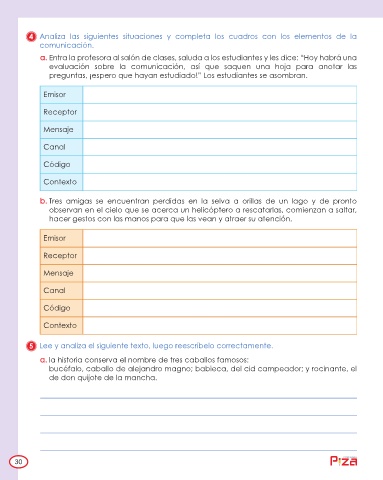 4 Analiza las siguientes situaciones y completa los cuadros con los elementos de la
comunicación.
a. Entra la profesora al salón de clases, saluda a los estudiantes y les dice: "Hoy habrá una
evaluación sobre la comunicación, así que saquen una hoja para anotar las
preguntas, ¡espero que hayan estudiado!" Los estudiantes se asombran.
Emisor
Receptor
Mensaje
Canal
Código
Contexto
b. Tres amigas se encuentran perdidas en la selva a orillas de un lago y de pronto
observan en el cielo que se acerca un helicóptero a rescatarlas, comienzan a saltar,
hacer gestos con las manos para que las vean y atraer su atención.
Emisor
Receptor
Mensaje
Canal
Código
Contexto
5 Lee y analiza el siguiente texto, luego reescríbelo correctamente.
a. la historia conserva el nombre de tres caballos famosos:
bucéfalo, caballo de alejandro magno; babieca, del cid campeador; y rocinante, el
de don quijote de la mancha.
30
Pizza